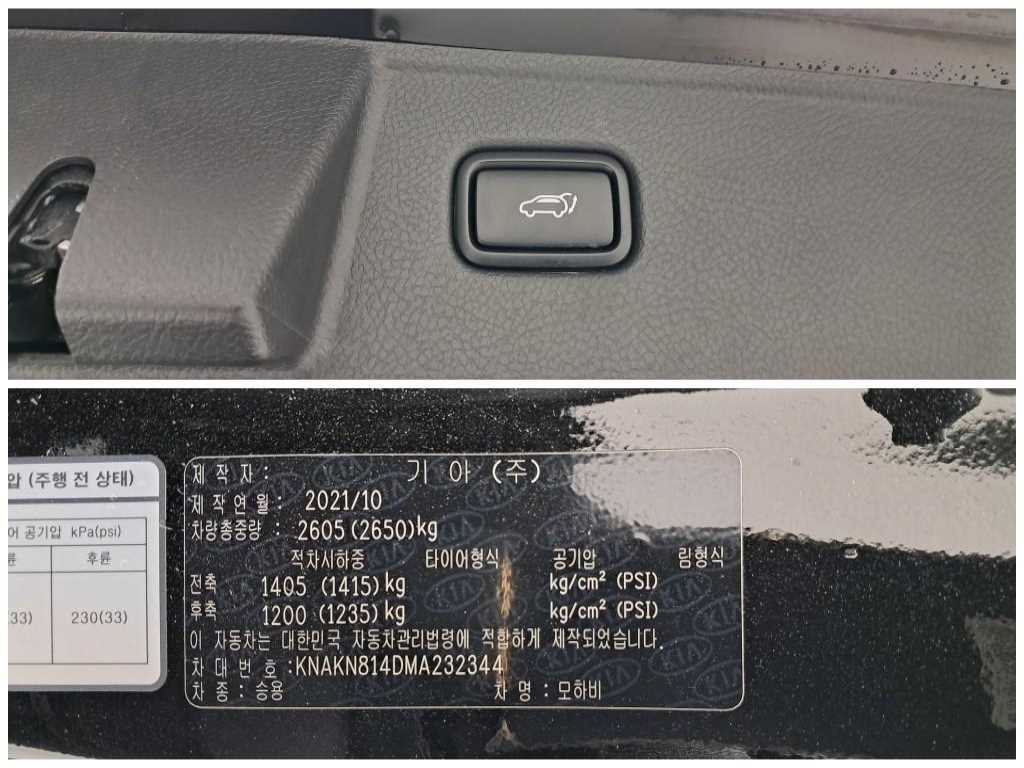 압 (주행 전 상태)
어 공기압 kPa(psi)
륜 후륜
33) 230(33)
제 작 자 : 기 아 (주)
제 작 연 월 : 2021/10
차량총중량 : 2605 (2650)kg
적차시하중 타이어형식 공기압 림형식
전축 1405 (1415) kg kg/cm² (PSI)
후축 1200 (1235) kg kg/cm² (PSI)
이 자동차는 대한민국 자동차관리법령에 적합하게 제작되었습니다.
차 대 번 호 :KNAKN814DMA232344
차 종 : 승용 차 명 : 모하비